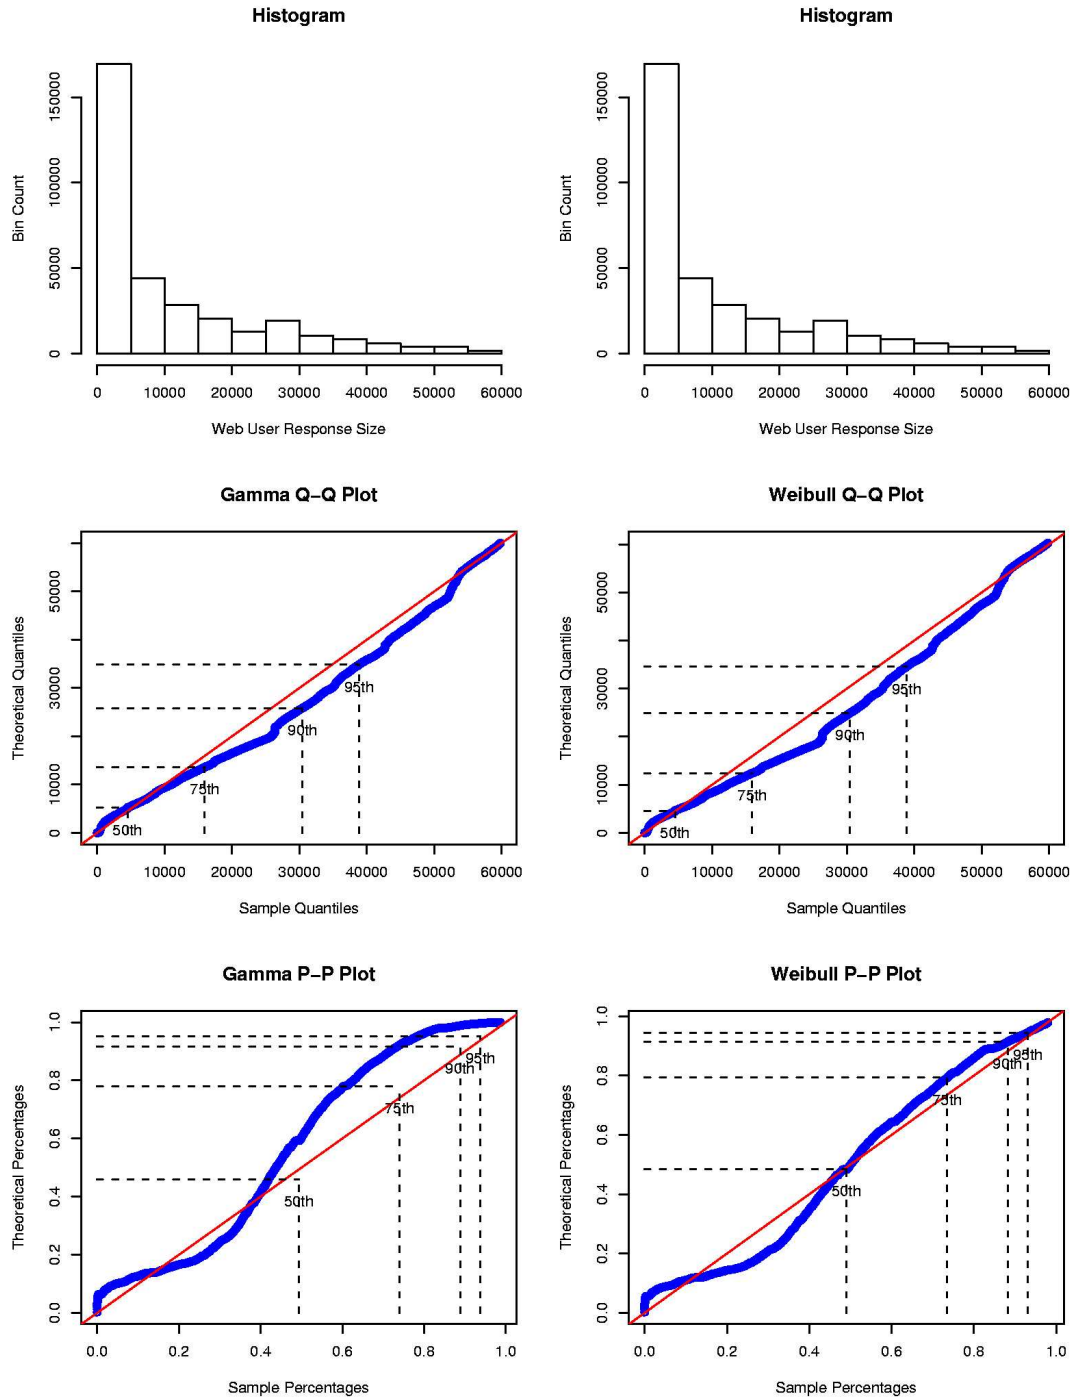 Histogram
Bin Count
0
50000
100000
150000
0 10000 20000 30000 40000 50000 60000
Web User Response Size
Histogram
Bin Count
0
50000
100000
150000
0 10000 20000 30000 40000 50000 60000
Web User Response Size
Gamma Q−Q Plot
Theoretical Quantiles
0
10000
30000
50000
50th
75th
90th
95th
0 10000 20000 30000 40000 50000 60000
Sample Quantiles
Weibull Q−Q Plot
Theoretical Quantiles
0
10000
30000
50000
50th
75th
90th
95th
0 10000 20000 30000 40000 50000 60000
Sample Quantiles
Gamma P−P Plot
Theoretical Percentages
0.0
0.2
0.4
0.6
0.8
1.0
50th
75th
90th
95th
0.0 0.2 0.4 0.6 0.8 1.0
Sample Percentages
Weibull P−P Plot
Theoretical Percentages
0.0
0.2
0.4
0.6
0.8
1.0
50th
75th
90th
95th
0.0 0.2 0.4 0.6 0.8 1.0
Sample Percentages